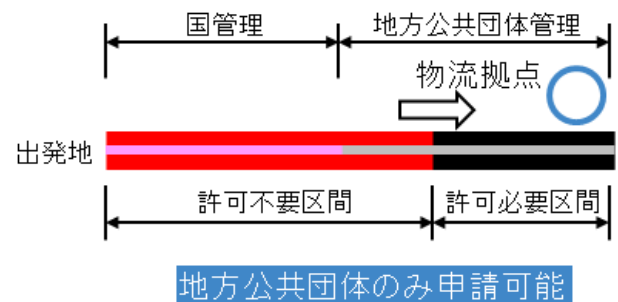 国管理
地方公共団体管理
物流拠点
出発地
許可不要区間
許可必要区間
地方公共団体のみ申請可能